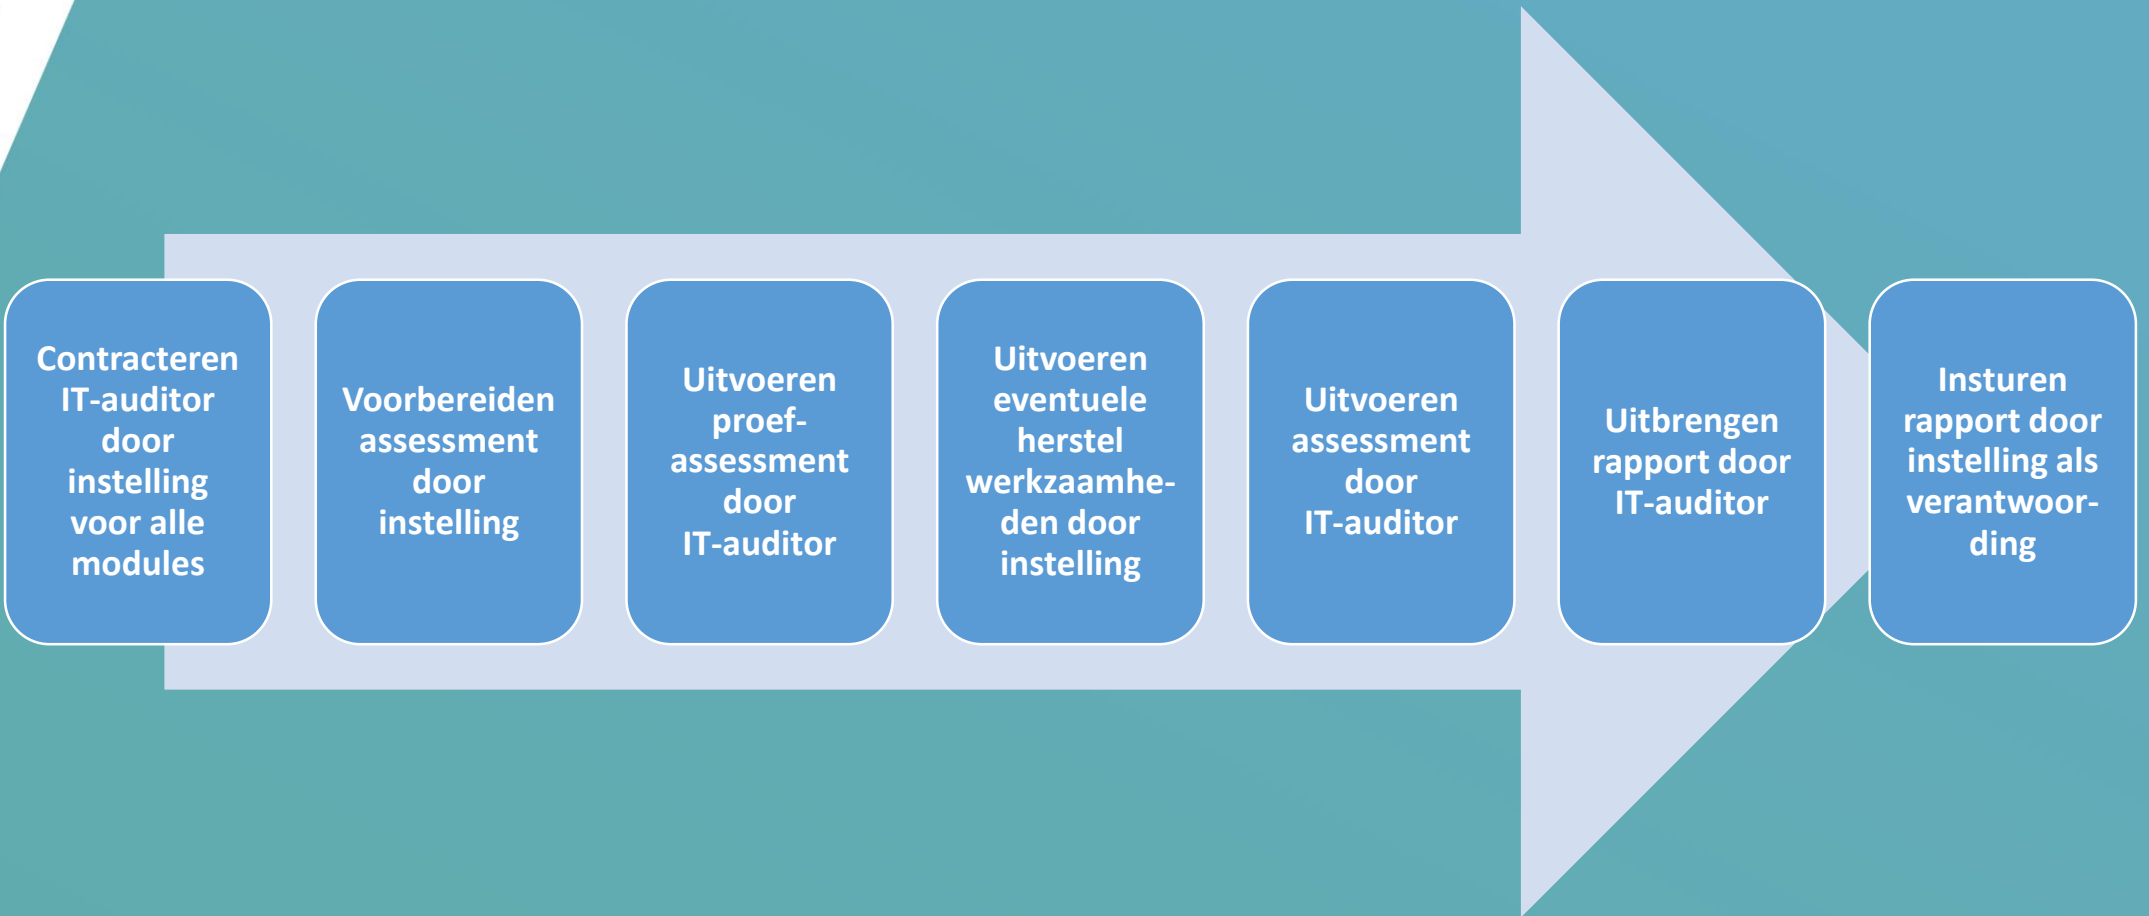 Contracteren
IT-auditor
door
instelling
voor alle
modules
Voorbereiden
assessment
door
instelling
Uitvoeren
proef-
assessment
door
IT-auditor
Uitvoeren
eventuele
herstel
werkzaamhe-
den door
instelling
Uitvoeren
assessment
door
IT-auditor
Uitbrengen
rapport door
IT-auditor
Insturen
rapport door
instelling als
verantwoor-
ding